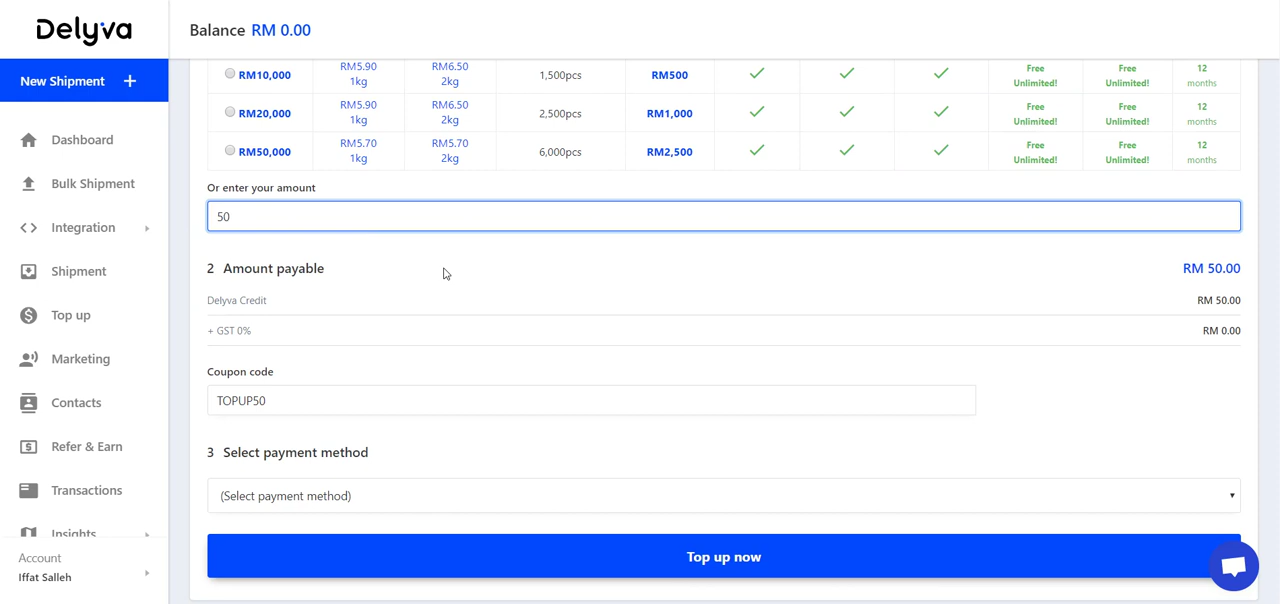 Delyva
Balance RM 0.00
New Shipment +
Dashboard
Bulk Shipment
Integration
Shipment
Top up
Marketing
Contacts
Refer & Earn
Transactions
Insights
Account
Iffat Salleh
RM10,000 RM5.90 1kg RM6.50 2kg 1,500pcs RM500 Free Unlimited! Free Unlimited! 12 months
RM20,000 RM5.90 1kg RM6.50 2kg 2,500pcs RM1,000 Free Unlimited! Free Unlimited! 12 months
RM50,000 RM5.70 1kg RM5.70 2kg 6,000pcs RM2,500 Free Unlimited! Free Unlimited! 12 months
Or enter your amount
50
2 Amount payable RM 50.00
Delyva Credit RM 50.00
+ GST 0% RM 0.00
Coupon code
TOPUP50
3 Select payment method
(Select payment method)
Top up now